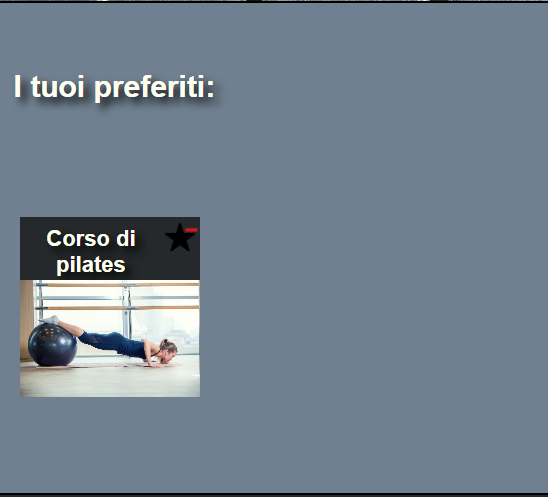 I tuoi preferiti:
Corso di
pilates